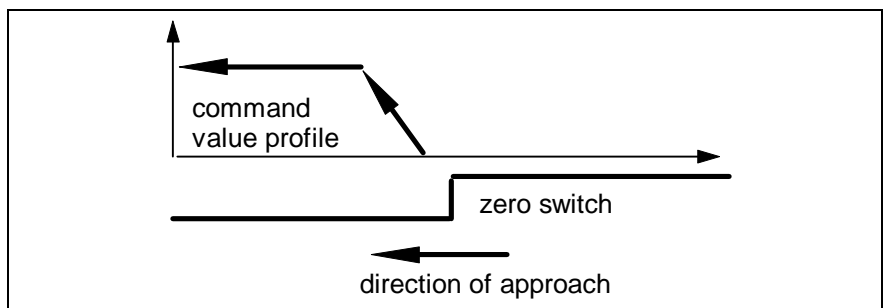 command
value profile
zero switch
direction of approach